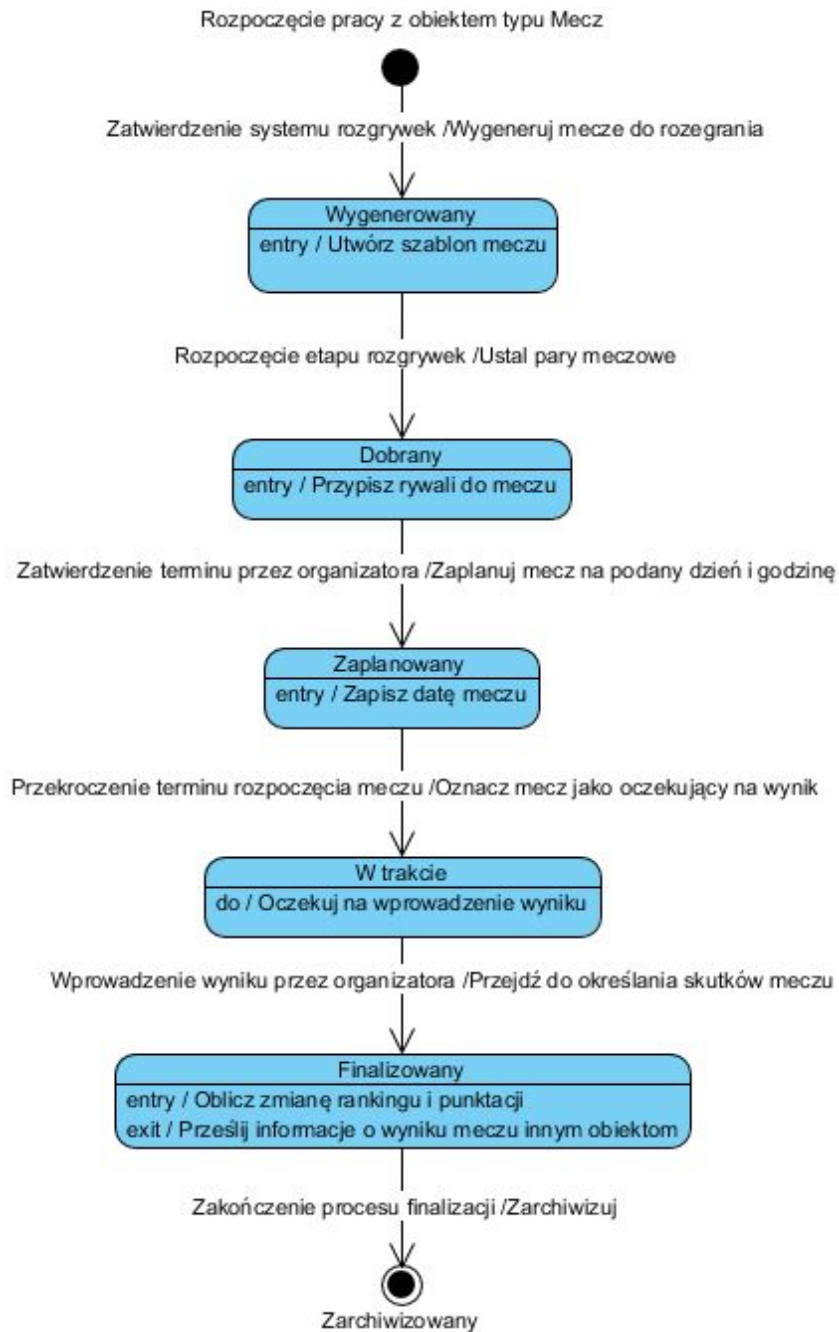 Rozpoczęcie pracy z obiektem typu Mecz
Zatwierdzenie systemu rozgrywek /Wygeneruj mecze do rozegrania
Wygenerowany
entry / Utwórz szablon meczu
Rozpoczęcie etapu rozgrywek /Ustal pary meczowe
Dobrany
entry / Przypisz rywali do meczu
Zatwierdzenie terminu przez organizatora /Zaplanuj mecz na podany dzień i godzinę
Zaplanowany
entry / Zapisz datę meczu
Przekroczenie terminu rozpoczęcia meczu /Oznacz mecz jako oczekujący na wynik
W trakcie
do / Oczekuj na wprowadzenie wyniku
Wprowadzenie wyniku przez organizatora /Przejdź do określania skutków meczu
Finalizowany
entry / Oblicz zmianę rankingu i punktacji
exit / Prześlij informacje o wyniku meczu innym obiektom
Zakończenie procesu finalizacji /Zarchiwizuj
Zarchiwizowany